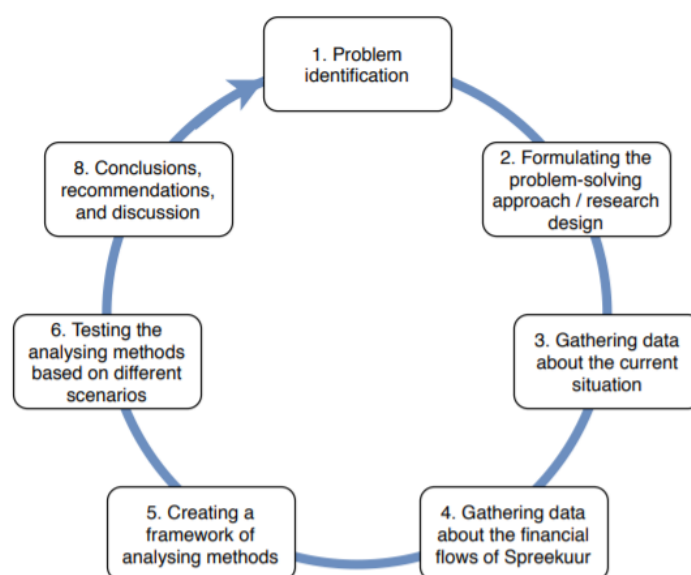 1. Problem
identification
2. Formulating the
problem-solving
approach / research
design
3. Gathering data
about the current
situation
4. Gathering data
about the financial
flows of Spreekuur
5. Creating a
framework of
analysing methods
6. Testing the
analysing methods
based on different
scenarios
8. Conclusions,
recommendations,
and discussion